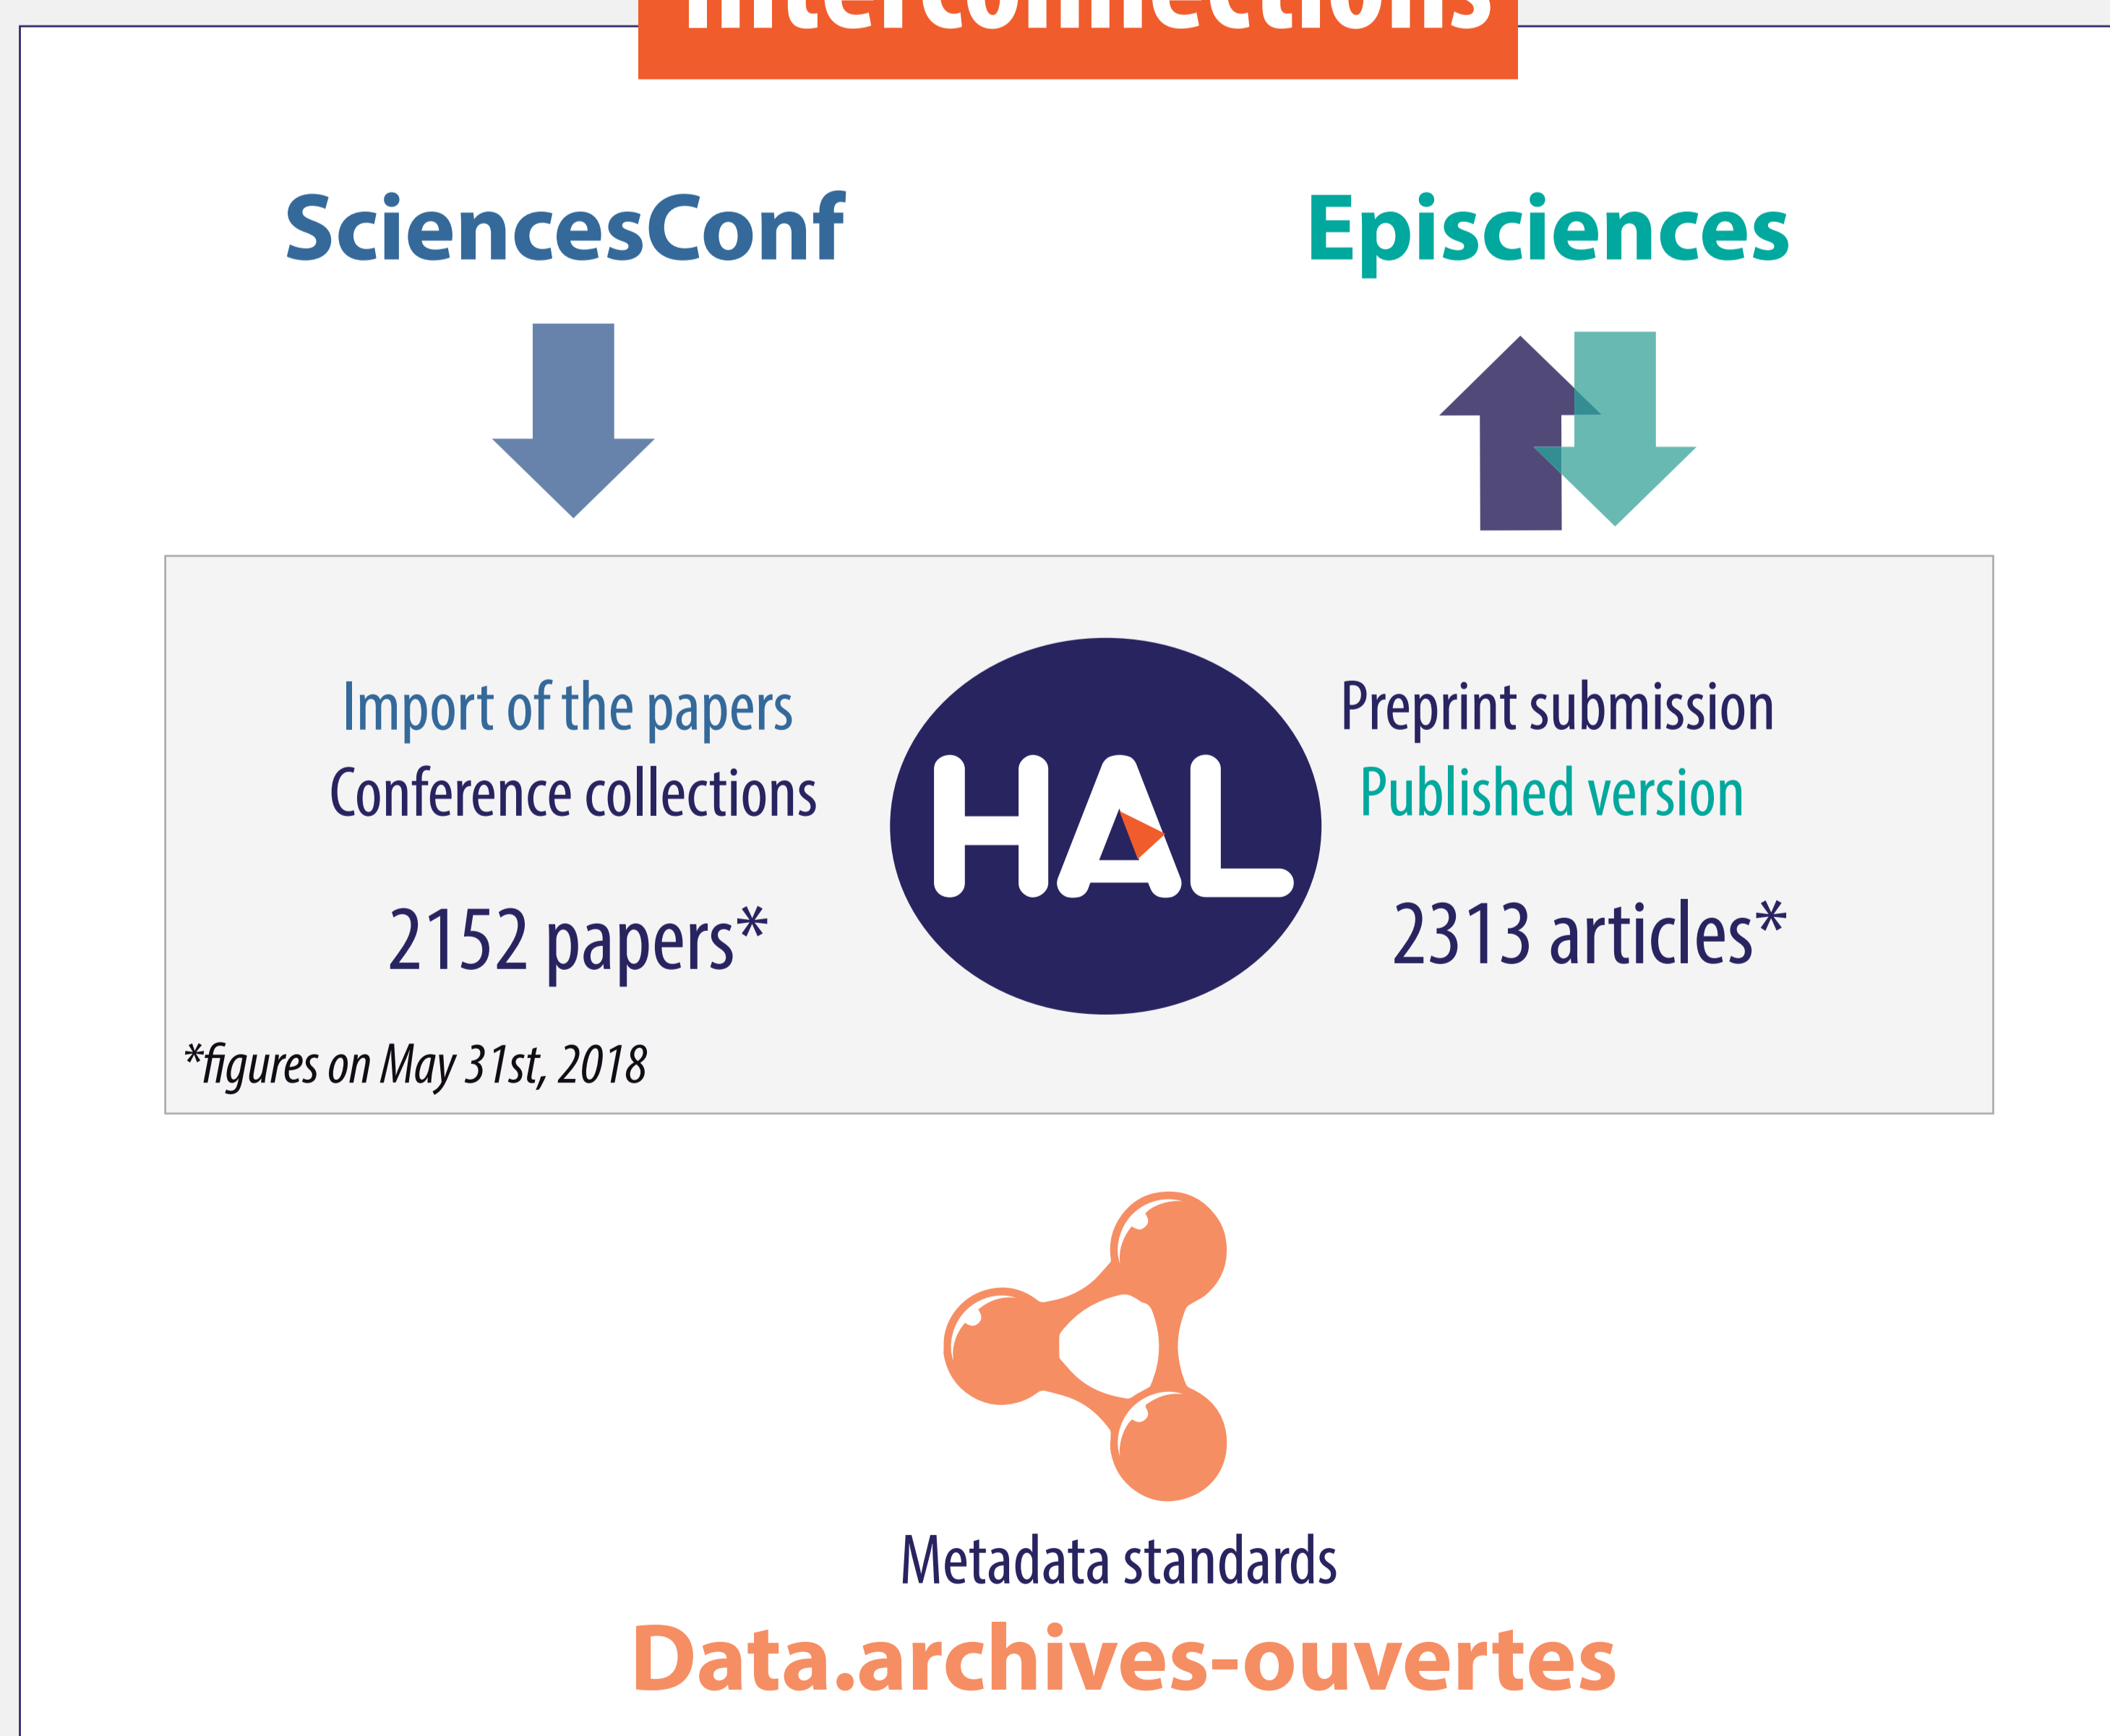 Interconnections
SciencesConf
Episciences
Import of the papers
Conference collections
2152 papers*
HAL
Preprint submission
Published version
2313 articles*
*figures on May 31st, 2018
Metadata standards
Data.archives-ouvertes